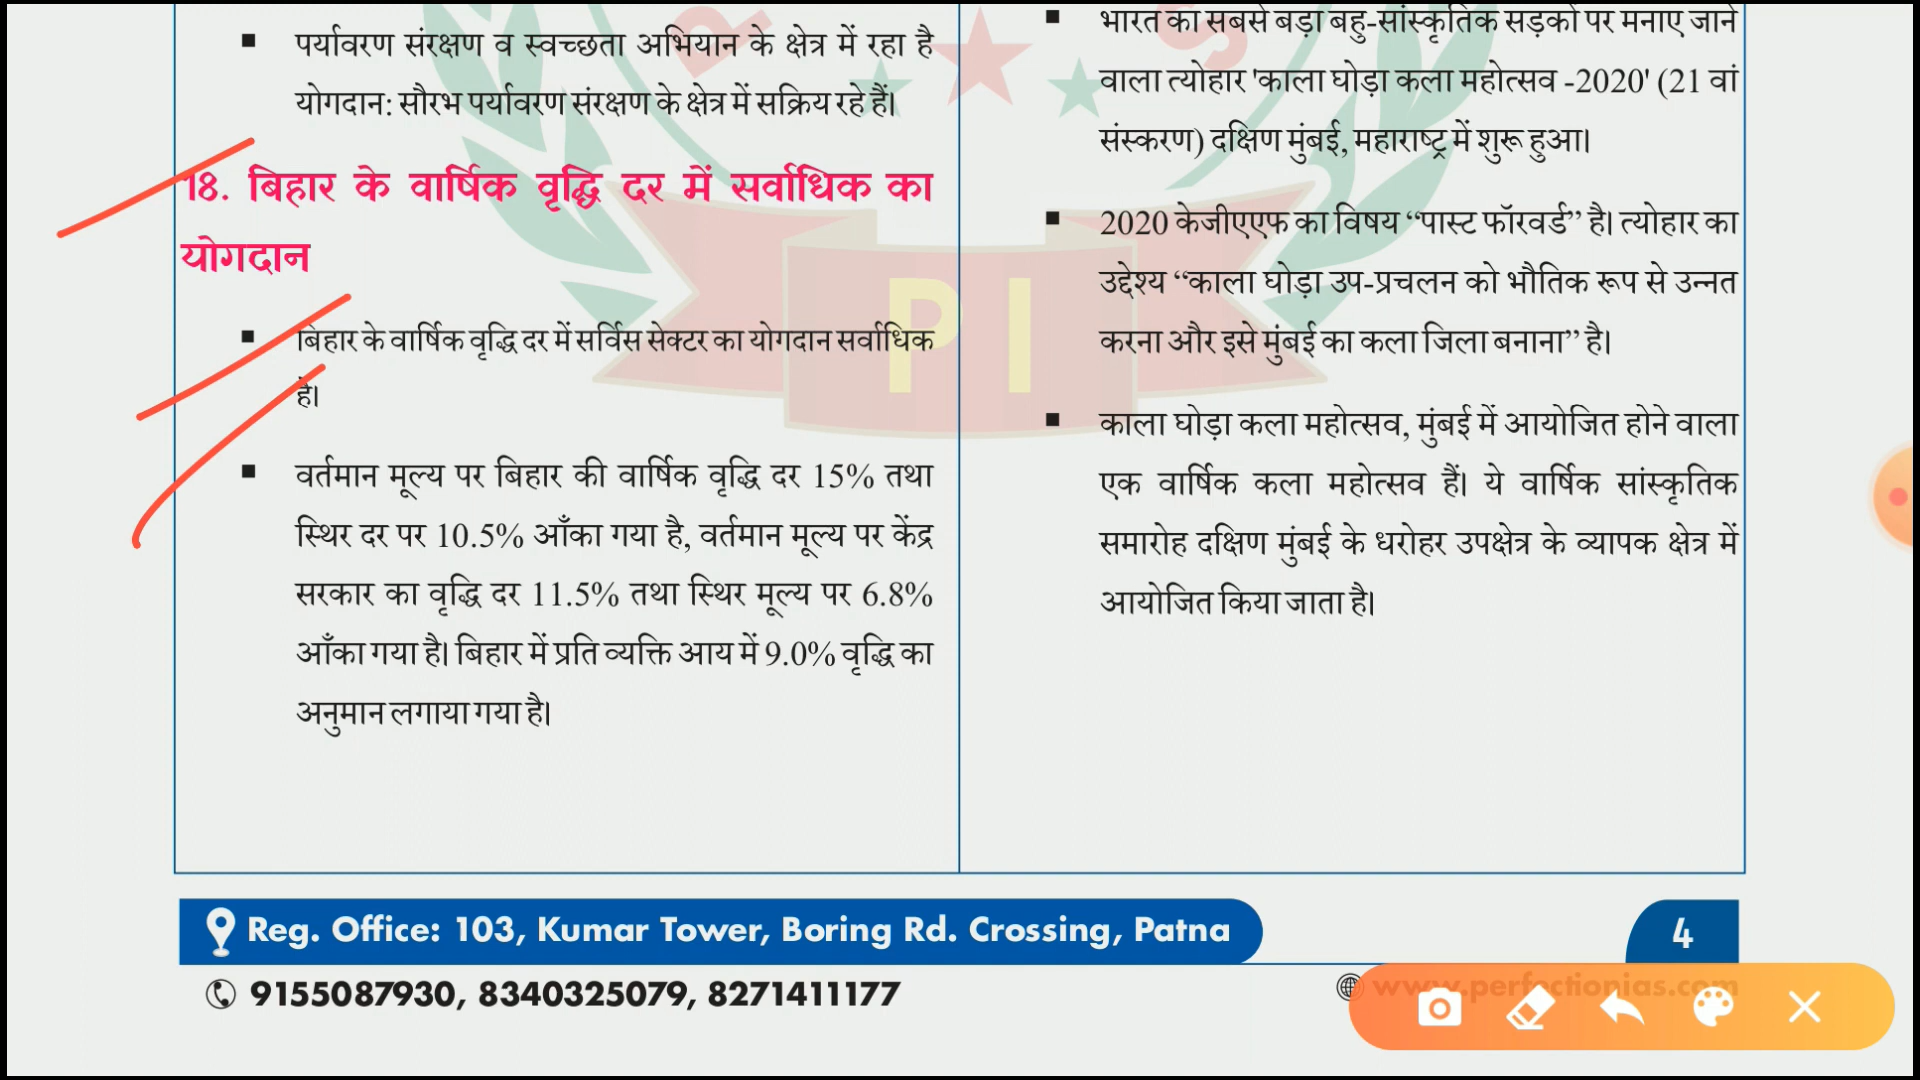 पर्यावरण संरक्षण व स्वच्छता अभियान के क्षेत्र में रहा है
योगदान: सौरभ पर्यावरण संरक्षण के क्षेत्र में सक्रिय रहे हैं।
18. बिहार के वार्षिक वृद्धि दर में सर्वाधिक का
योगदान
बिहार के वार्षिक वृद्धि दर में सर्विस सेक्टर का योगदान सर्वाधिक
है।
वर्तमान मूल्य पर बिहार की वार्षिक वृद्धि दर 15% तथा
स्थिर दर पर 10.5% आँका गया है, वर्तमान मूल्य पर केंद्र
सरकार का वृद्धि दर 11.5% तथा स्थिर मूल्य पर 6.8%
आँका गया है। बिहार में प्रति व्यक्ति आय में 9.0% वृद्धि का
अनुमान लगाया गया है।
भारत का सबसे बड़ा बहु-सांस्कृतिक सड़कों पर मनाए जाने
वाला त्योहार 'काला घोड़ा कला महोत्सव -2020' (21 वां
संस्करण) दक्षिण मुंबई, महाराष्ट्र में शुरू हुआ।
2020 केजीएएफ का विषय “पास्ट फॉरवर्ड” है। त्योहार का
उद्देश्य “काला घोड़ा उप-प्रचलन को भौतिक रूप से उन्नत
करना और इसे मुंबई का कला जिला बनाना” है।
काला घोड़ा कला महोत्सव, मुंबई में आयोजित होने वाला
एक वार्षिक कला महोत्सव हैं। ये वार्षिक सांस्कृतिक
समारोह दक्षिण मुंबई के धरोहर उपक्षेत्र के व्यापक क्षेत्र में
आयोजित किया जाता है।
P I
R
S
Reg. Office: 103, Kumar Tower, Boring Rd. Crossing, Patna
4
9155087930, 8340325079, 8271411177
www.perfectionias.com